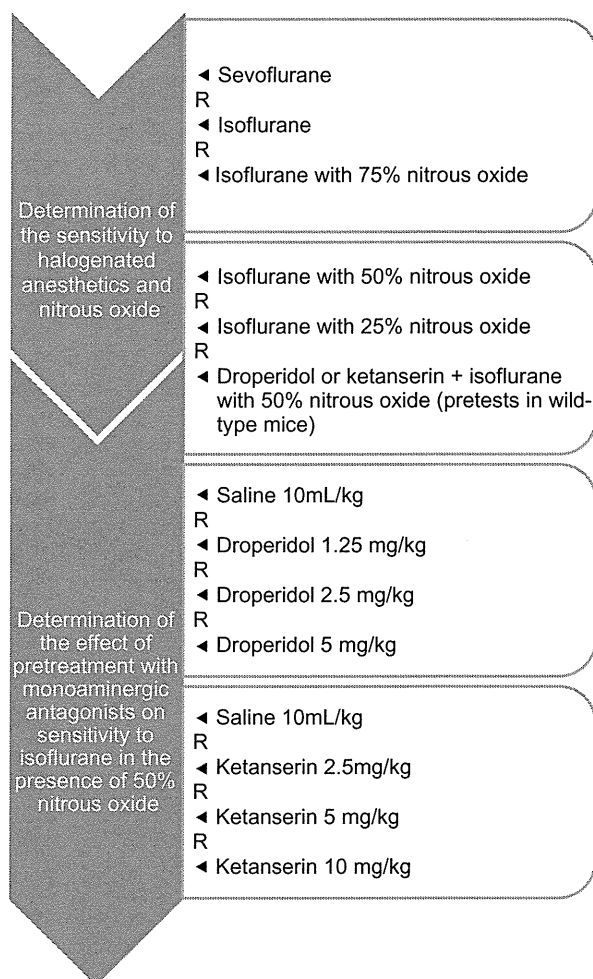 ◄ Sevoflurane
R
◄ Isoflurane
R
◄ Isoflurane with 75% nitrous oxide
Determination of
the sensitivity to
halogenated
anesthetics and
nitrous oxide
◄ Isoflurane with 50% nitrous oxide
R
◄ Isoflurane with 25% nitrous oxide
R
◄ Droperidol or ketanserin + isoflurane
with 50% nitrous oxide (pretests in wild-
type mice)
Determination of
the effect of
pretreatment with
monoaminergic
antagonists on
sensitivity to
isoflurane in the
presence of 50%
nitrous oxide
◄ Saline 10mL/kg
R
◄ Droperidol 1.25 mg/kg
R
◄ Droperidol 2.5 mg/kg
R
◄ Droperidol 5 mg/kg
◄ Saline 10mL/kg
R
◄ Ketanserin 2.5mg/kg
R
◄ Ketanserin 5 mg/kg
R
◄ Ketanserin 10 mg/kg